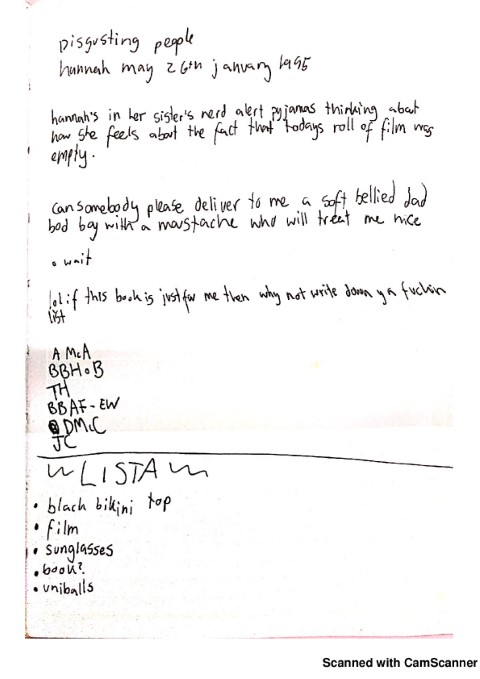 Disgusting people
hannah may 26th january 1995
hannah's in her sister's nerd alert pyjamas thinking about
how she feels about the fact that todays roll of film was
empty.
can somebody please deliver to me a soft bellied dad
bod boy with a moustache who will treat me nice
• wait
lol if this book is just for me then why not write down ya fuckin
list
A McA
BBHoB
TH
BBAF-EW
DMcC
JC
~ LISTA ~
• black bikini top
• film
• sunglasses
• book?
• uniballs
Scanned with CamScanner